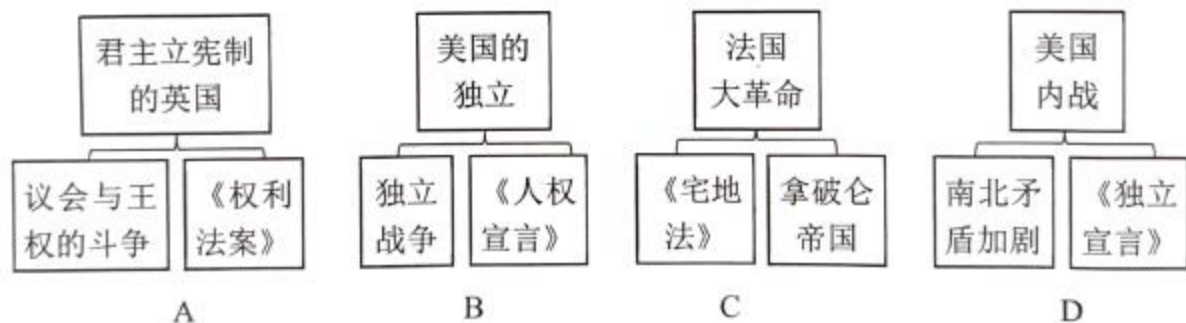 君主立宪制
的英国
议会与王
权的斗争
《权利
法案》
A
美国的
独立
独立
战争
《人权
宣言》
B
法国
大革命
《宅地
法》
拿破仑
帝国
C
美国
内战
南北矛
盾加剧
《独立
宣言》
D